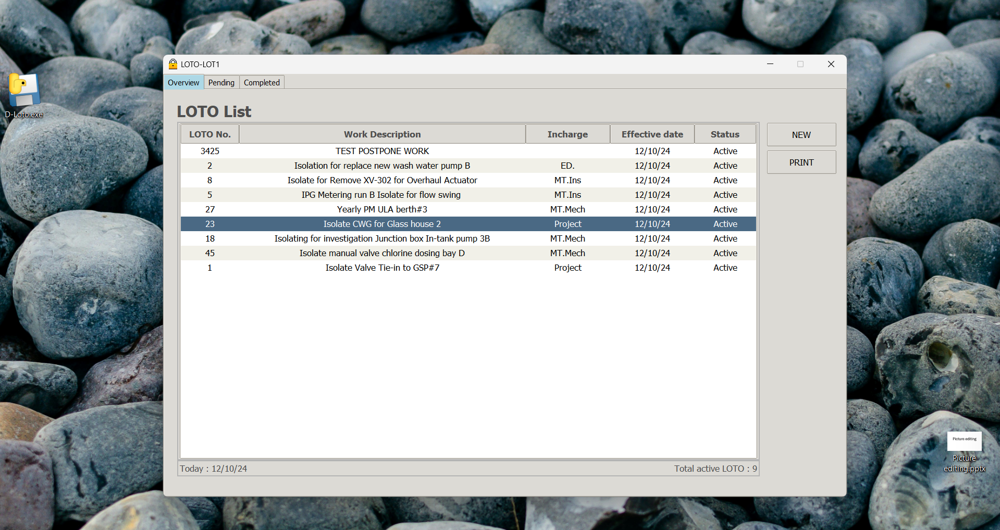 LOTO-LOT1
Overview Pending Completed
D-Loto.exe
LOTO List
LOTO No. Work Description Incharge Effective date Status
NEW
3425 TEST POSTPONE WORK 12/10/24 Active
PRINT
2 Isolation for replace new wash water pump B ED. 12/10/24 Active
8 Isolate for Remove XV-302 for Overhaul Actuator MT.Ins 12/10/24 Active
5 IPG Metering run B Isolate for flow swing MT.Ins 12/10/24 Active
27 Yearly PM ULA berth#3 MT.Mech 12/10/24 Active
23 Isolate CWG for Glass house 2 Project 12/10/24 Active
18 Isolating for investigation Junction box In-tank pump 3B MT.Mech 12/10/24 Active
45 Isolate manual valve chlorine dosing bay D MT.Mech 12/10/24 Active
1 Isolate Valve Tie-in to GSP#7 Project 12/10/24 Active
Today : 12/10/24 Total active LOTO : 9
Picture editing
Picture
editing.pptx